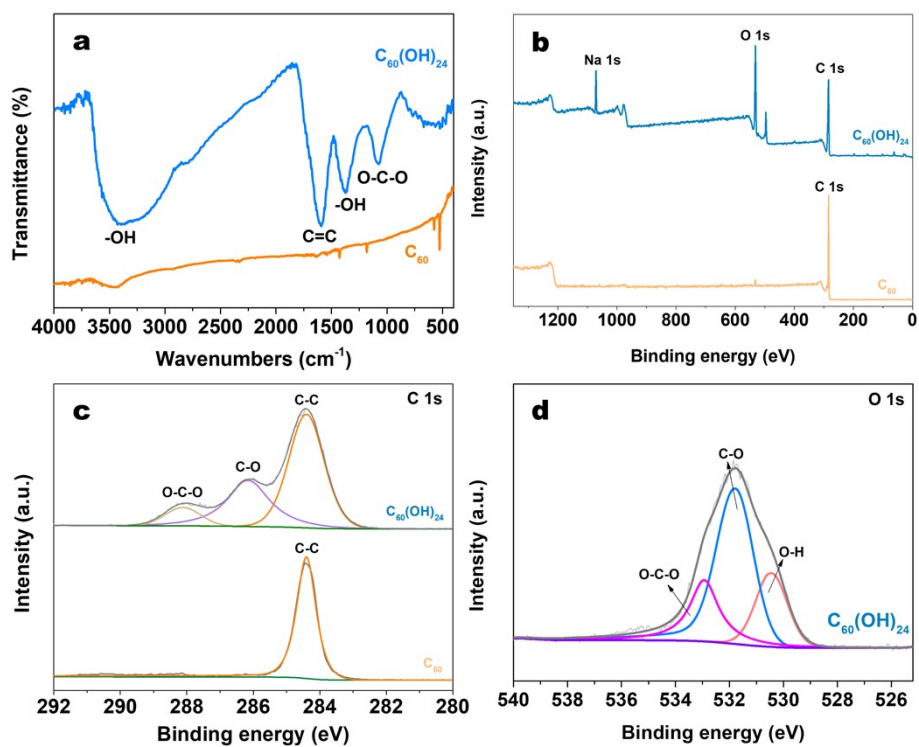 a
C₆₀(OH)₂₄
-OH
C=C
-OH
O-C-O
C₆₀
Transmittance (%)
4000 3000 2000 1500 1000 500
Wavenumbers (cm⁻¹)
b
Na 1s
O 1s
C 1s
C₆₀(OH)₂₄
C 1s
C₆₀
Intensity (a.u.)
1200 1000 800 600 400 200 0
Binding energy (eV)
c
C 1s
C-C
C-O
O-C-O
C₆₀(OH)₂₄
C-C
C₆₀
Intensity (a.u.)
292 290 288 286 284 282 280
Binding energy (eV)
d
O 1s
C-O
O-H
O-C-O
C₆₀(OH)₂₄
Intensity (a.u.)
540 538 536 534 532 530 528 526
Binding energy (eV)